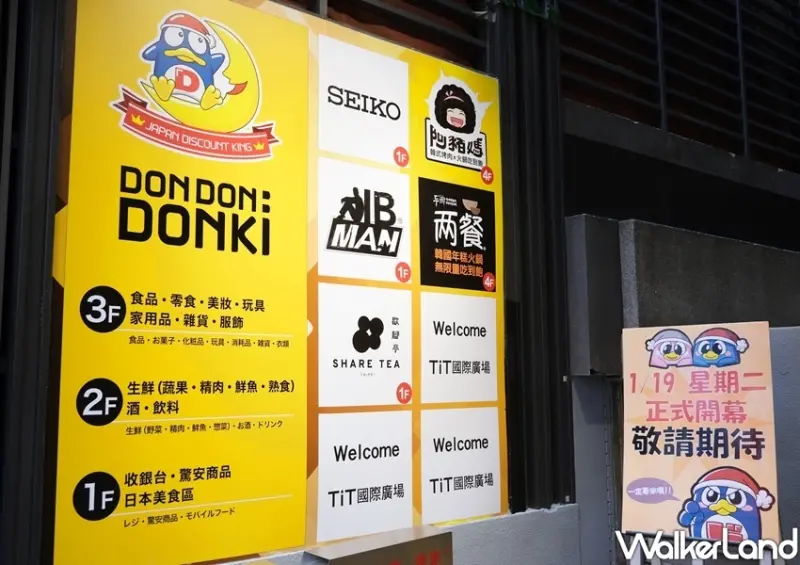 D
JAPAN DISCOUNT KING
DON DON:
DONKi
3F
食品・零食・美妝・玩具
家用品・雜貨・服飾
食品・お菓子・化粧品・玩具・消耗品・雑貨・衣類
2F
生鮮(蔬果・精肉・鮮魚・熟食)
酒・飲料
生鮮(野菜・精肉・鮮魚・惣菜)・お酒・ドリンク
1F
收銀台・驚安商品
日本美食區
レジ・驚安商品・モバイルフード
SEIKO
1F
阿豬媽
韓式烤肉×火鍋吃到飽
4F
MAN
1F
两餐
韓國年糕火鍋
無限量吃到飽
4F
歇腳亭
SHARE TEA
TAIPEI
1F
Welcome
TiT國際廣場
Welcome
TiT國際廣場
Welcome
TiT國際廣場
1/19 星期二
正式開幕
敬請期待
一定要來喔!!
WalkerLand